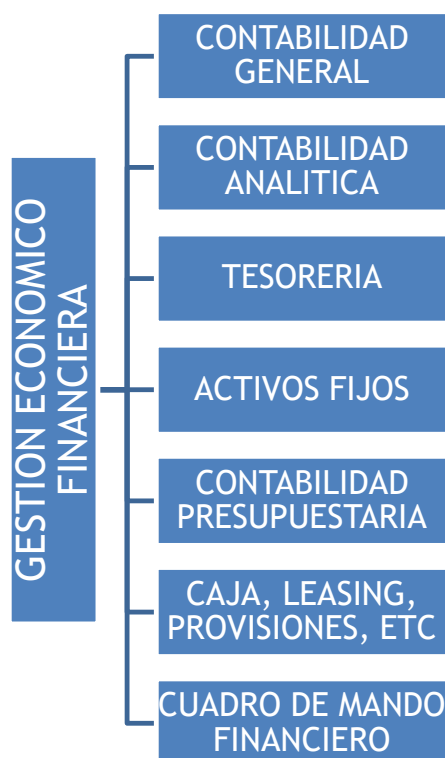 GESTION ECONOMICO
FINANCIERA
CONTABILIDAD
GENERAL
CONTABILIDAD
ANALITICA
TESORERIA
ACTIVOS FIJOS
CONTABILIDAD
PRESUPUESTARIA
CAJA, LEASING,
PROVISIONES, ETC
CUADRO DE MANDO
FINANCIERO